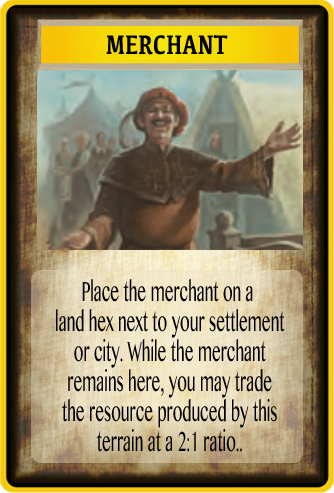 MERCHANT
Place the merchant on a
land hex next to your settlement
or city. While the merchant
remains here, you may trade
the resource produced by this
terrain at a 2:1 ratio..